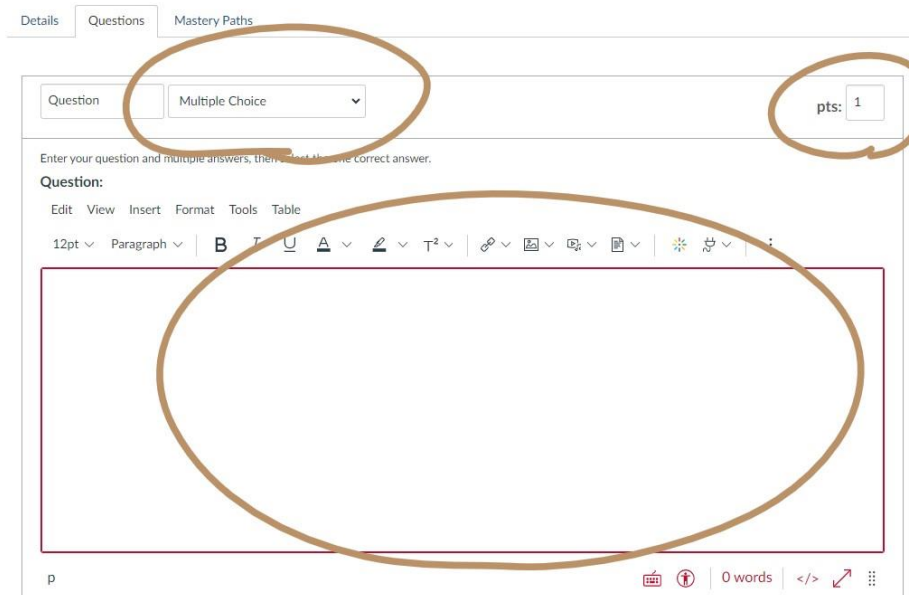 Details Questions Mastery Paths
Question Multiple Choice pts: 1
Enter your question and multiple answers, then select the one correct answer.
Question:
Edit View Insert Format Tools Table
12pt Paragraph B I U A T²
p 0 words </>